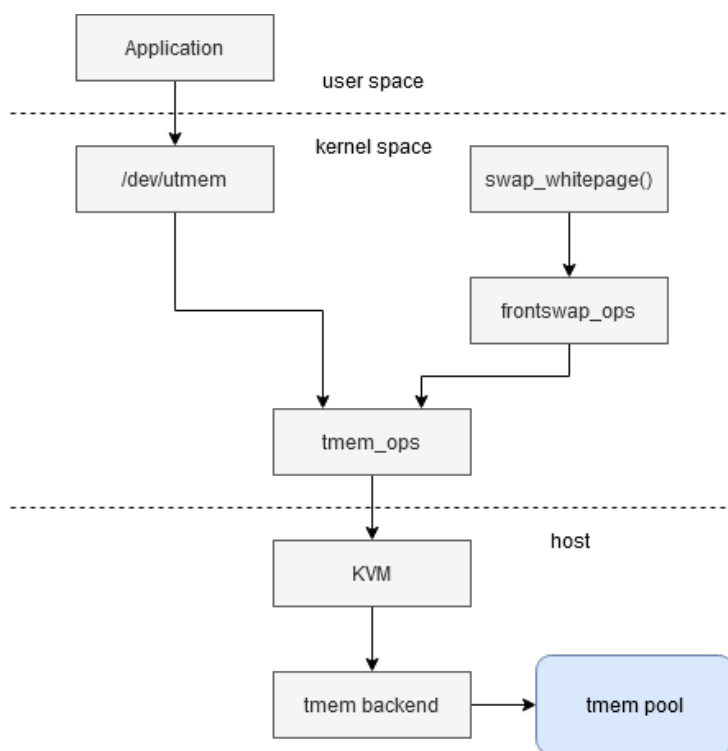 Application
user space
kernel space
/dev/utmem
swap_whitepage()
frontswap_ops
tmem_ops
host
KVM
tmem backend
tmem pool